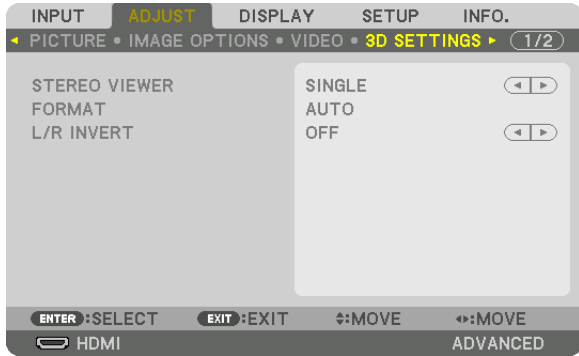 INPUT ADJUST DISPLAY SETUP INFO.
◂ PICTURE • IMAGE OPTIONS • VIDEO • 3D SETTINGS ▸ 1/2
STEREO VIEWER SINGLE ◂ ▸
FORMAT AUTO
L/R INVERT OFF ◂ ▸
ENTER :SELECT EXIT :EXIT ♦:MOVE ◂▸:MOVE
HDMI ADVANCED